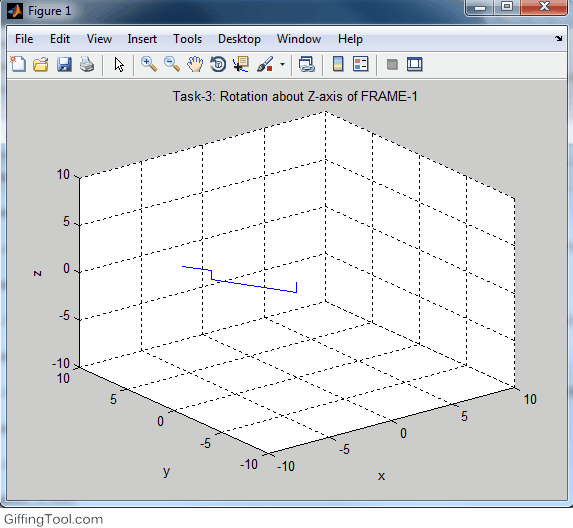 Figure 1
File Edit View Insert Tools Desktop Window Help
Task-3: Rotation about Z-axis of FRAME-1
10
5
0
-5
-10
z
10
5
0
-5
-10
y
-10
-5
0
5
10
x
GiffingTool.com